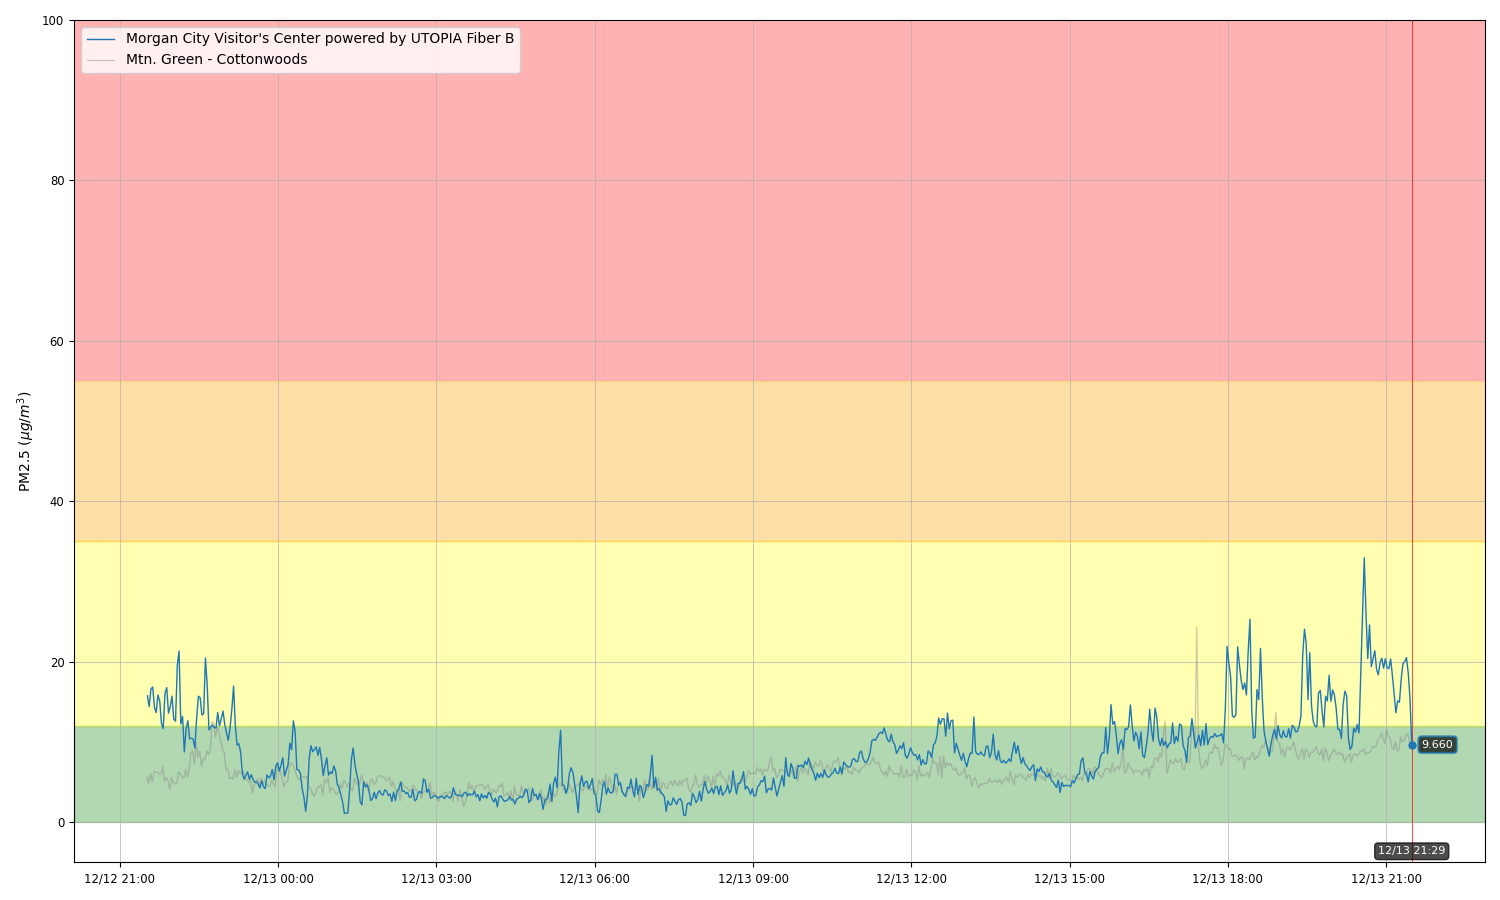 100
Morgan City Visitor's Center powered by UTOPIA Fiber B
Mtn. Green - Cottonwoods
80
60
PM2.5 (μg/m³)
40
20
9.660
0
12/13 21:29
12/12 21:00 12/13 00:00 12/13 03:00 12/13 06:00 12/13 09:00 12/13 12:00 12/13 15:00 12/13 18:00 12/13 21:00